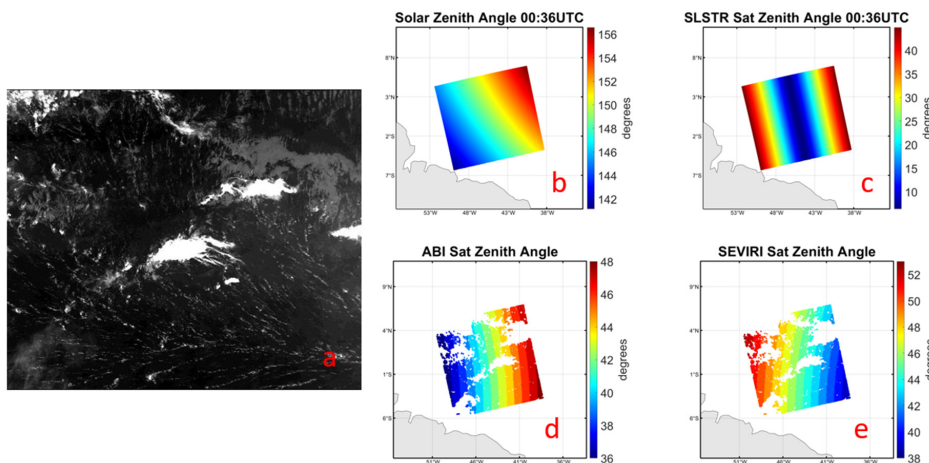 a
Solar Zenith Angle 00:36UTC
156
154
152
150
148
146
144
142
degrees
8°N
3°N
2°S
7°S
53°W
48°W
43°W
38°W
b
SLSTR Sat Zenith Angle 00:36UTC
40
35
30
25
20
15
10
degrees
8°N
3°N
2°S
7°S
53°W
48°W
43°W
38°W
c
ABI Sat Zenith Angle
48
46
44
42
40
38
36
degrees
9°N
4°N
1°S
6°S
51°W
46°W
41°W
d
SEVIRI Sat Zenith Angle
52
50
48
46
44
42
40
38
degrees
9°N
4°N
1°S
6°S
51°W
46°W
41°W
e